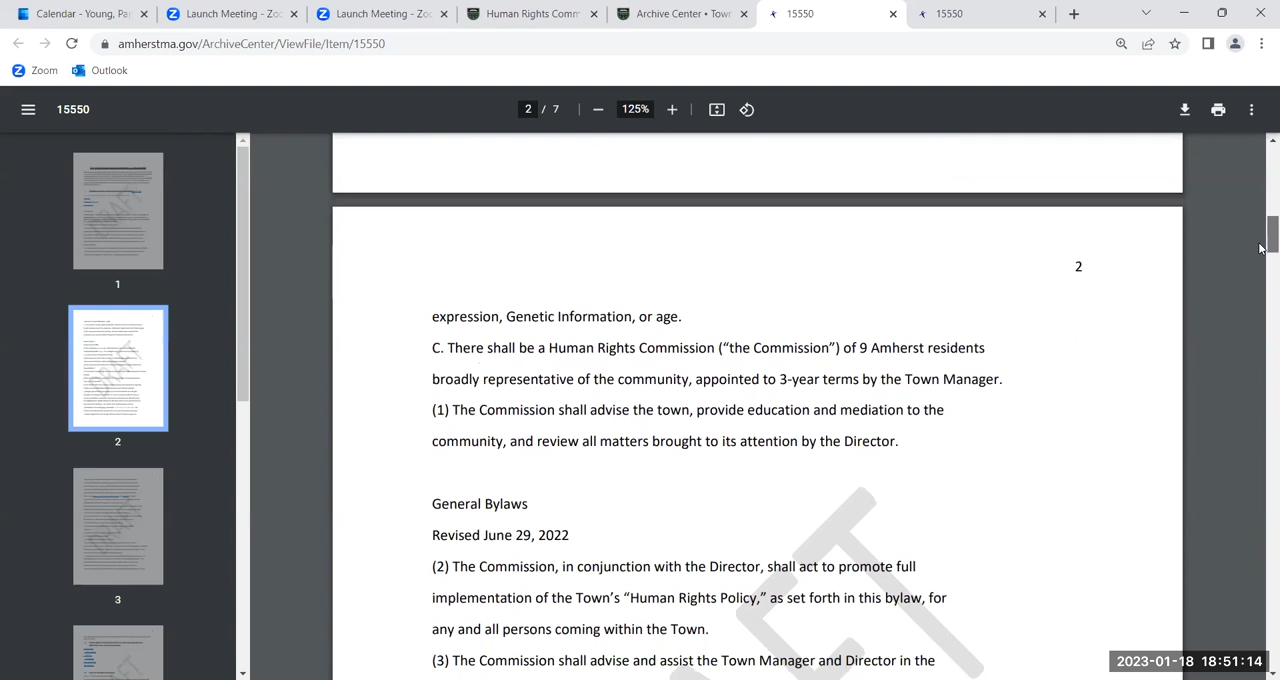 Calendar - Young, Pa
Launch Meeting - Zoo
Launch Meeting - Zoo
Human Rights Comm
Archive Center • Tow
15550
15550
amherstma.gov/ArchiveCenter/ViewFile/Item/15550
Zoom
Outlook
15550
2 / 7
125%
1
2
3
2
expression, Genetic Information, or age.
C. There shall be a Human Rights Commission (“the Commission”) of 9 Amherst residents
broadly representative of the community, appointed to 3-year terms by the Town Manager.
(1) The Commission shall advise the town, provide education and mediation to the
community, and review all matters brought to its attention by the Director.
General Bylaws
Revised June 29, 2022
(2) The Commission, in conjunction with the Director, shall act to promote full
implementation of the Town’s “Human Rights Policy,” as set forth in this bylaw, for
any and all persons coming within the Town.
(3) The Commission shall advise and assist the Town Manager and Director in the
2023-01-18 18:51:14